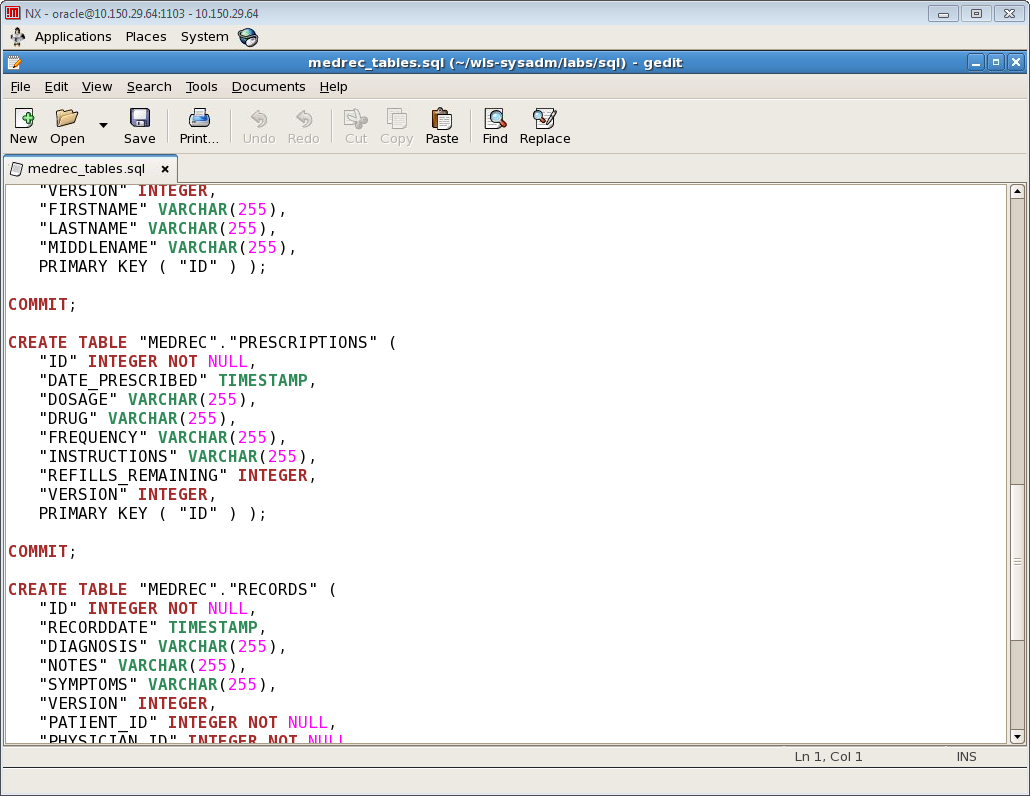 NX - oracle@10.150.29.64:1103 - 10.150.29.64
Applications Places System
medrec_tables.sql (~/wls-sysadm/labs/sql) - gedit
File Edit View Search Tools Documents Help
New Open Save Print... Undo Redo Cut Copy Paste Find Replace
medrec_tables.sql
"VERSION" INTEGER,
"FIRSTNAME" VARCHAR(255),
"LASTNAME" VARCHAR(255),
"MIDDLENAME" VARCHAR(255),
PRIMARY KEY ( "ID" ) );
COMMIT;
CREATE TABLE "MEDREC"."PRESCRIPTIONS" (
"ID" INTEGER NOT NULL,
"DATE_PRESCRIBED" TIMESTAMP,
"DOSAGE" VARCHAR(255),
"DRUG" VARCHAR(255),
"FREQUENCY" VARCHAR(255),
"INSTRUCTIONS" VARCHAR(255),
"REFILLS_REMAINING" INTEGER,
"VERSION" INTEGER,
PRIMARY KEY ( "ID" ) );
COMMIT;
CREATE TABLE "MEDREC"."RECORDS" (
"ID" INTEGER NOT NULL,
"RECORDDATE" TIMESTAMP,
"DIAGNOSIS" VARCHAR(255),
"NOTES" VARCHAR(255),
"SYMPTOMS" VARCHAR(255),
"VERSION" INTEGER,
"PATIENT_ID" INTEGER NOT NULL,
"PHYSICIAN_ID" INTEGER NOT NULL
Ln 1, Col 1 INS